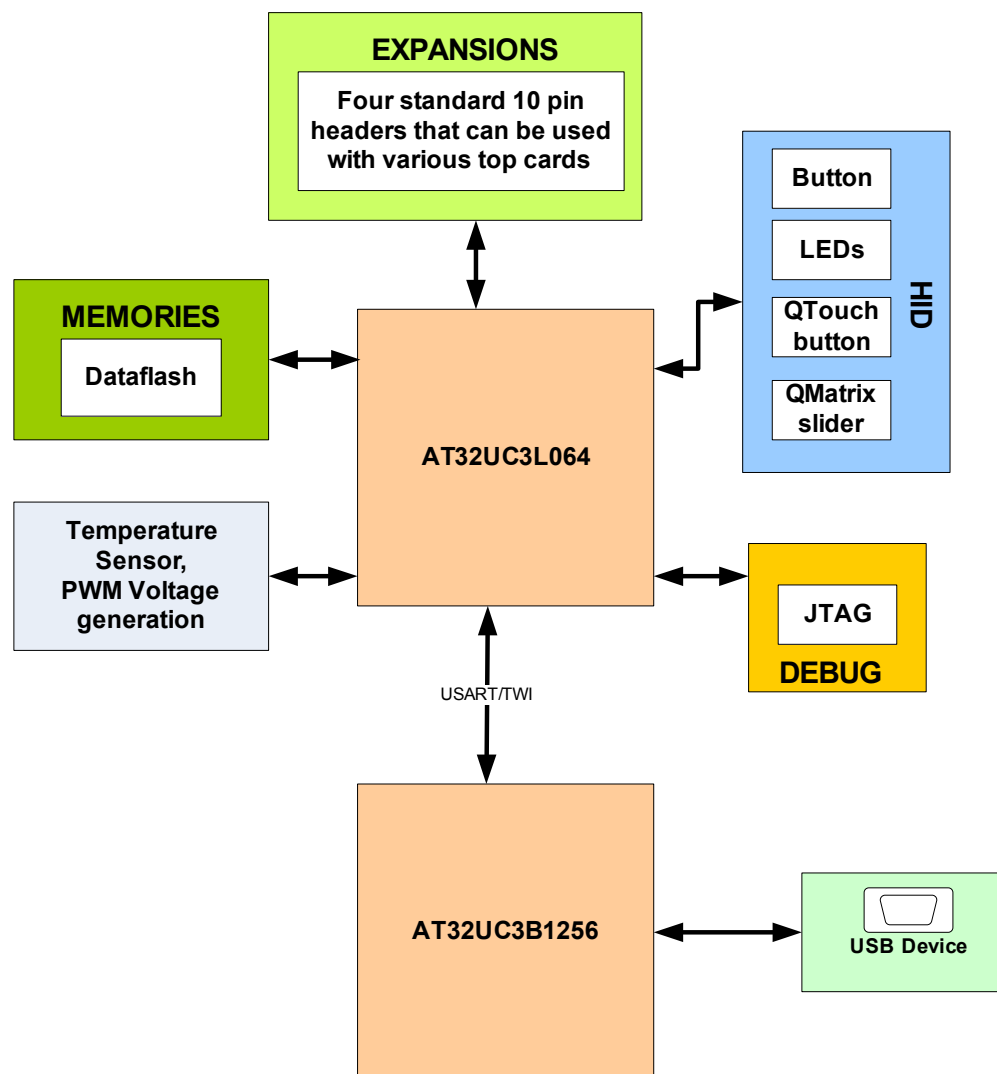 EXPANSIONS
Four standard 10 pin
headers that can be used
with various top cards
Button
LEDs
QTouch
button
QMatrix
slider
HID
MEMORIES
Dataflash
AT32UC3L064
Temperature
Sensor,
PWM Voltage
generation
JTAG
DEBUG
USART/TWI
AT32UC3B1256
USB Device